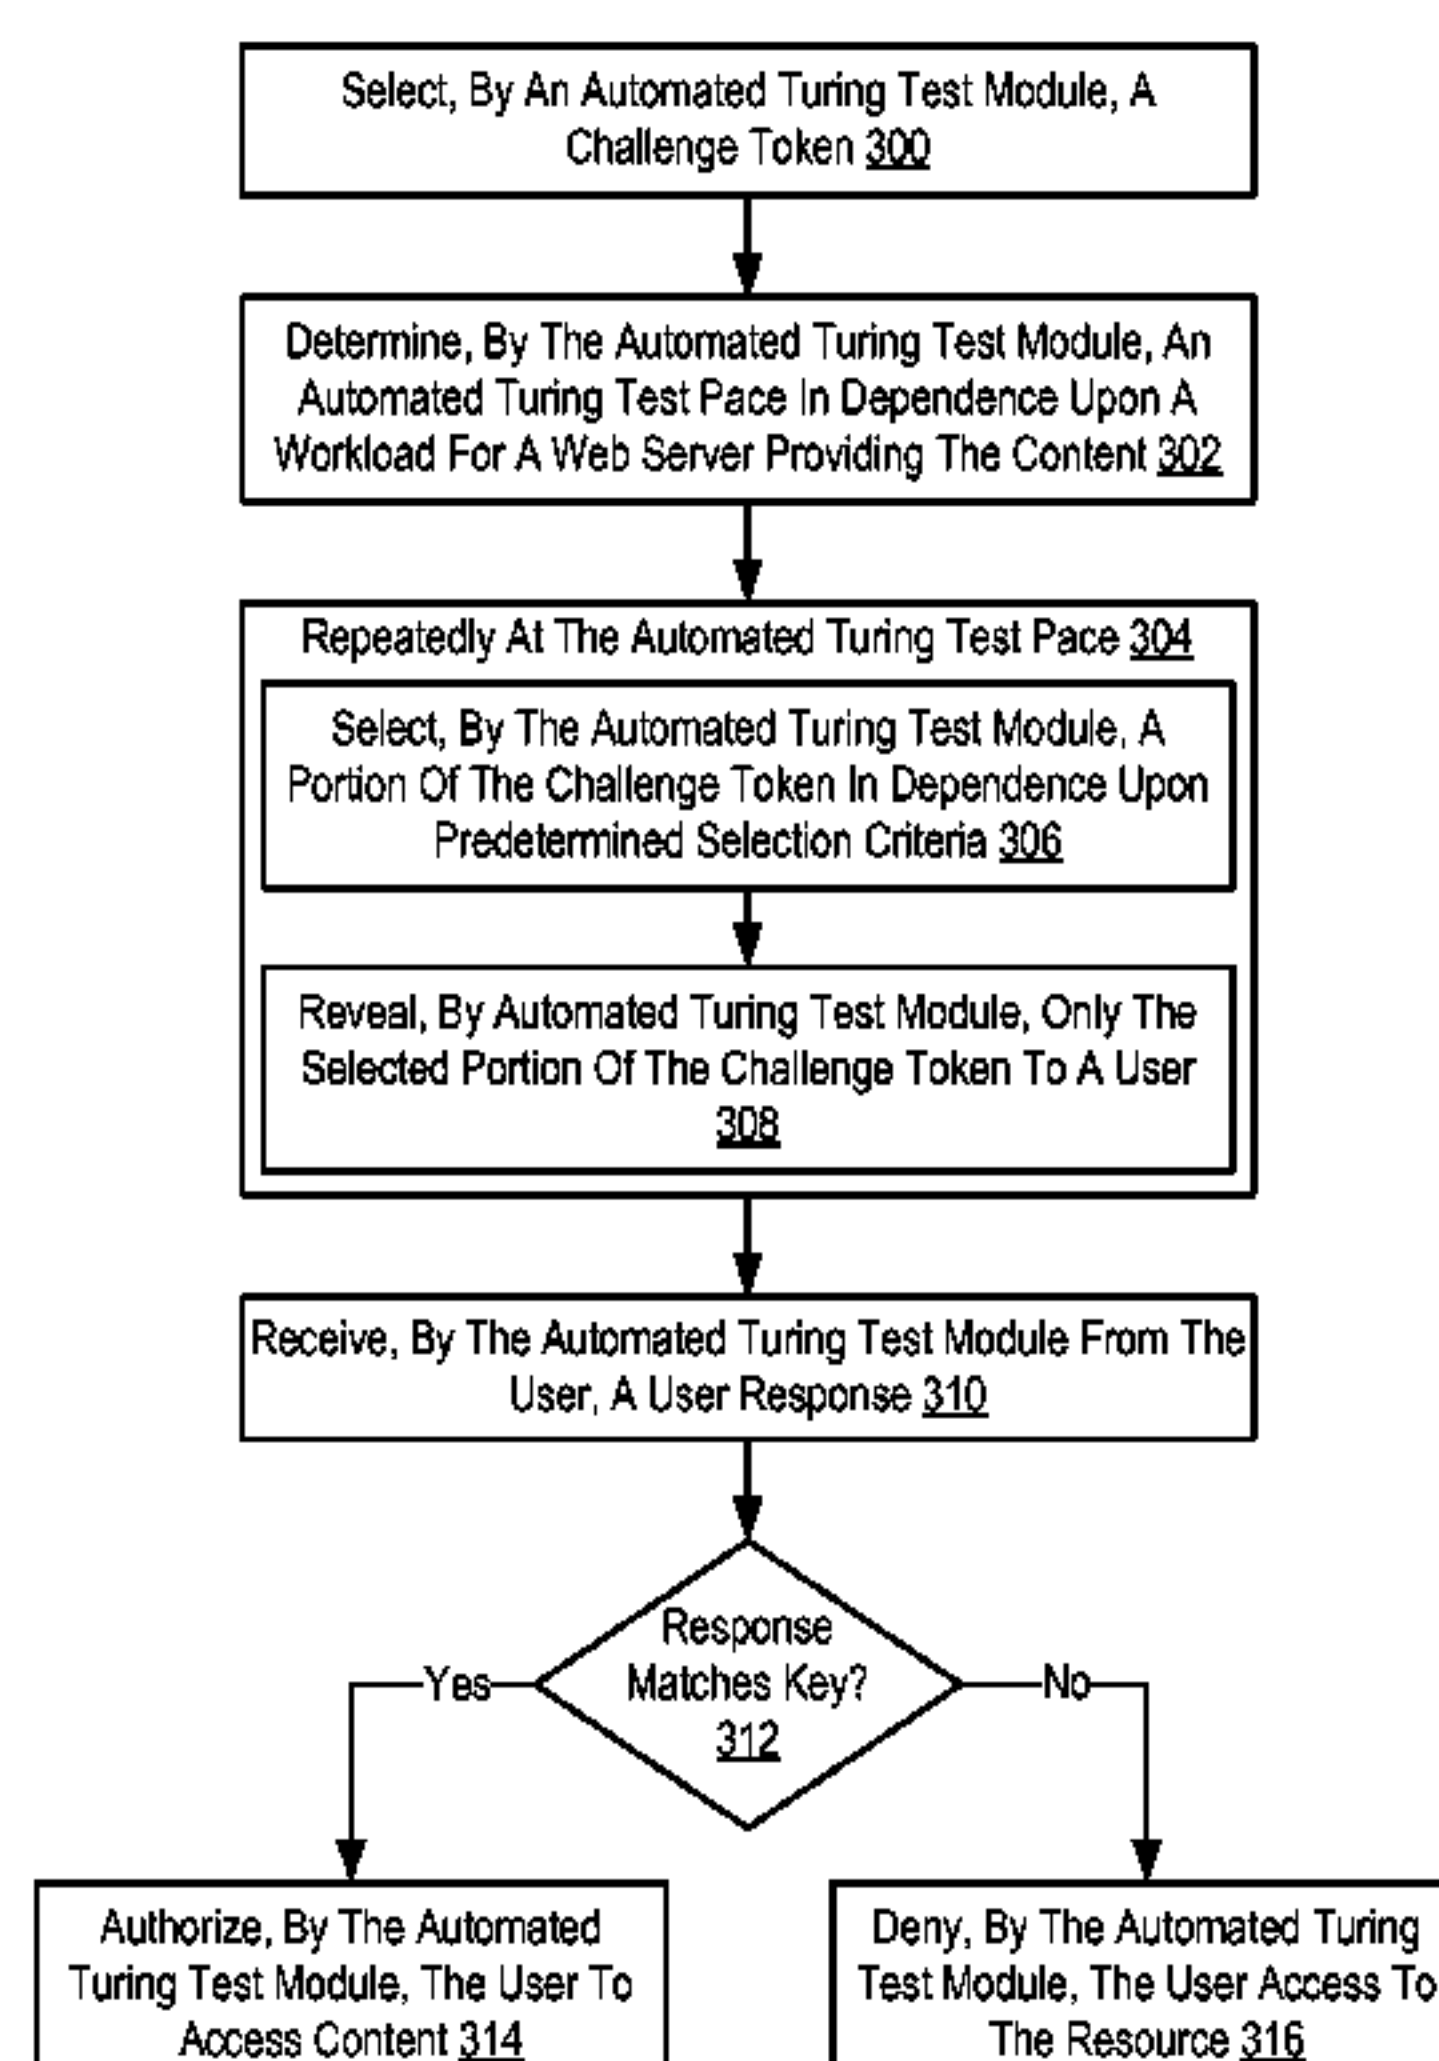 Select, By An Automated Turing Test Module, A
Challenge Token 300
Determine, By The Automated Turing Test Module, An
Automated Turing Test Pace In Dependence Upon A
Workload For A Web Server Providing The Content 302
Repeatedly At The Automated Turing Test Pace 304
Select, By The Automated Turing Test Module, A
Portion Of The Challenge Token In Dependence Upon
Predetermined Selection Criteria 306
Reveal, By Automated Turing Test Module, Only The
Selected Portion Of The Challenge Token To A User
308
Receive, By The Automated Turing Test Module From The
User, A User Response 310
Response
Matches Key?
312
Yes
No
Authorize, By The Automated
Turing Test Module, The User To
Access Content 314
Deny, By The Automated Turing
Test Module, The User Access To
The Resource 316